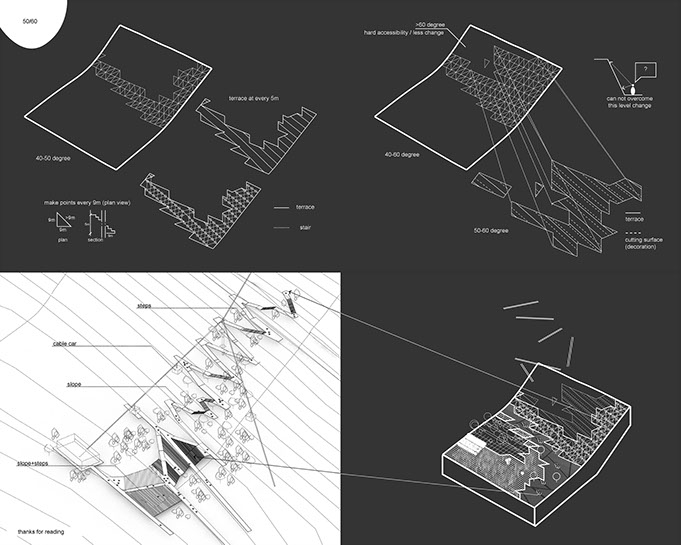 50/60
>60 degree
hard accessibility / less change
?
can not overcome
this level change
terrace at every 5m
40-50 degree
40-60 degree
make points every 9m (plan view)
9m
>9m
9m
plan
section
terrace
stair
50-60 degree
terrace
cutting surface
(decoration)
steps
cable car
slope
slope+steps
thanks for reading